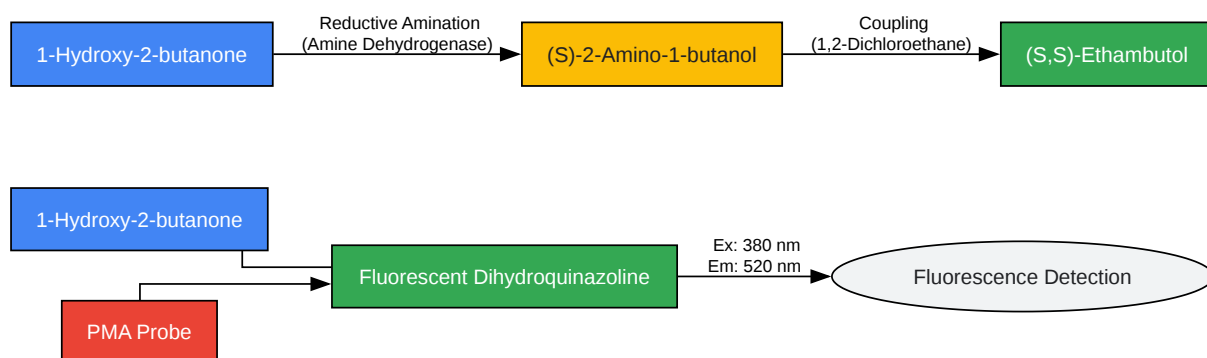 1-Hydroxy-2-butanone
Reductive Amination
(Amine Dehydrogenase)
(S)-2-Amino-1-butanol
Coupling
(1,2-Dichloroethane)
(S,S)-Ethambutol
1-Hydroxy-2-butanone
PMA Probe
Fluorescent Dihydroquinazoline
Ex: 380 nm
Em: 520 nm
Fluorescence Detection